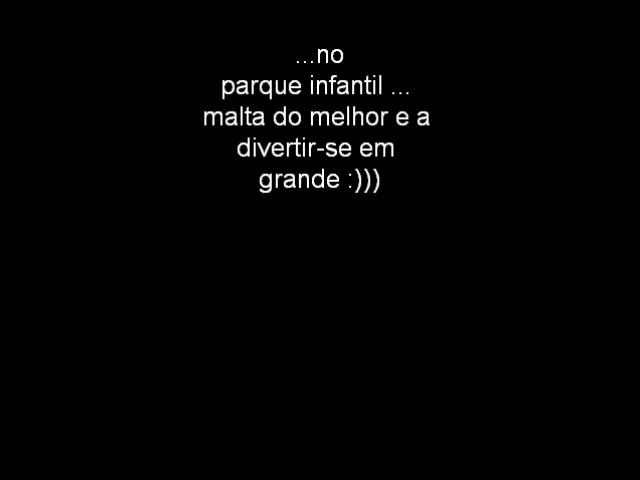 ...no
parque infantil ...
malta do melhor e a
divertir-se em
grande :)))